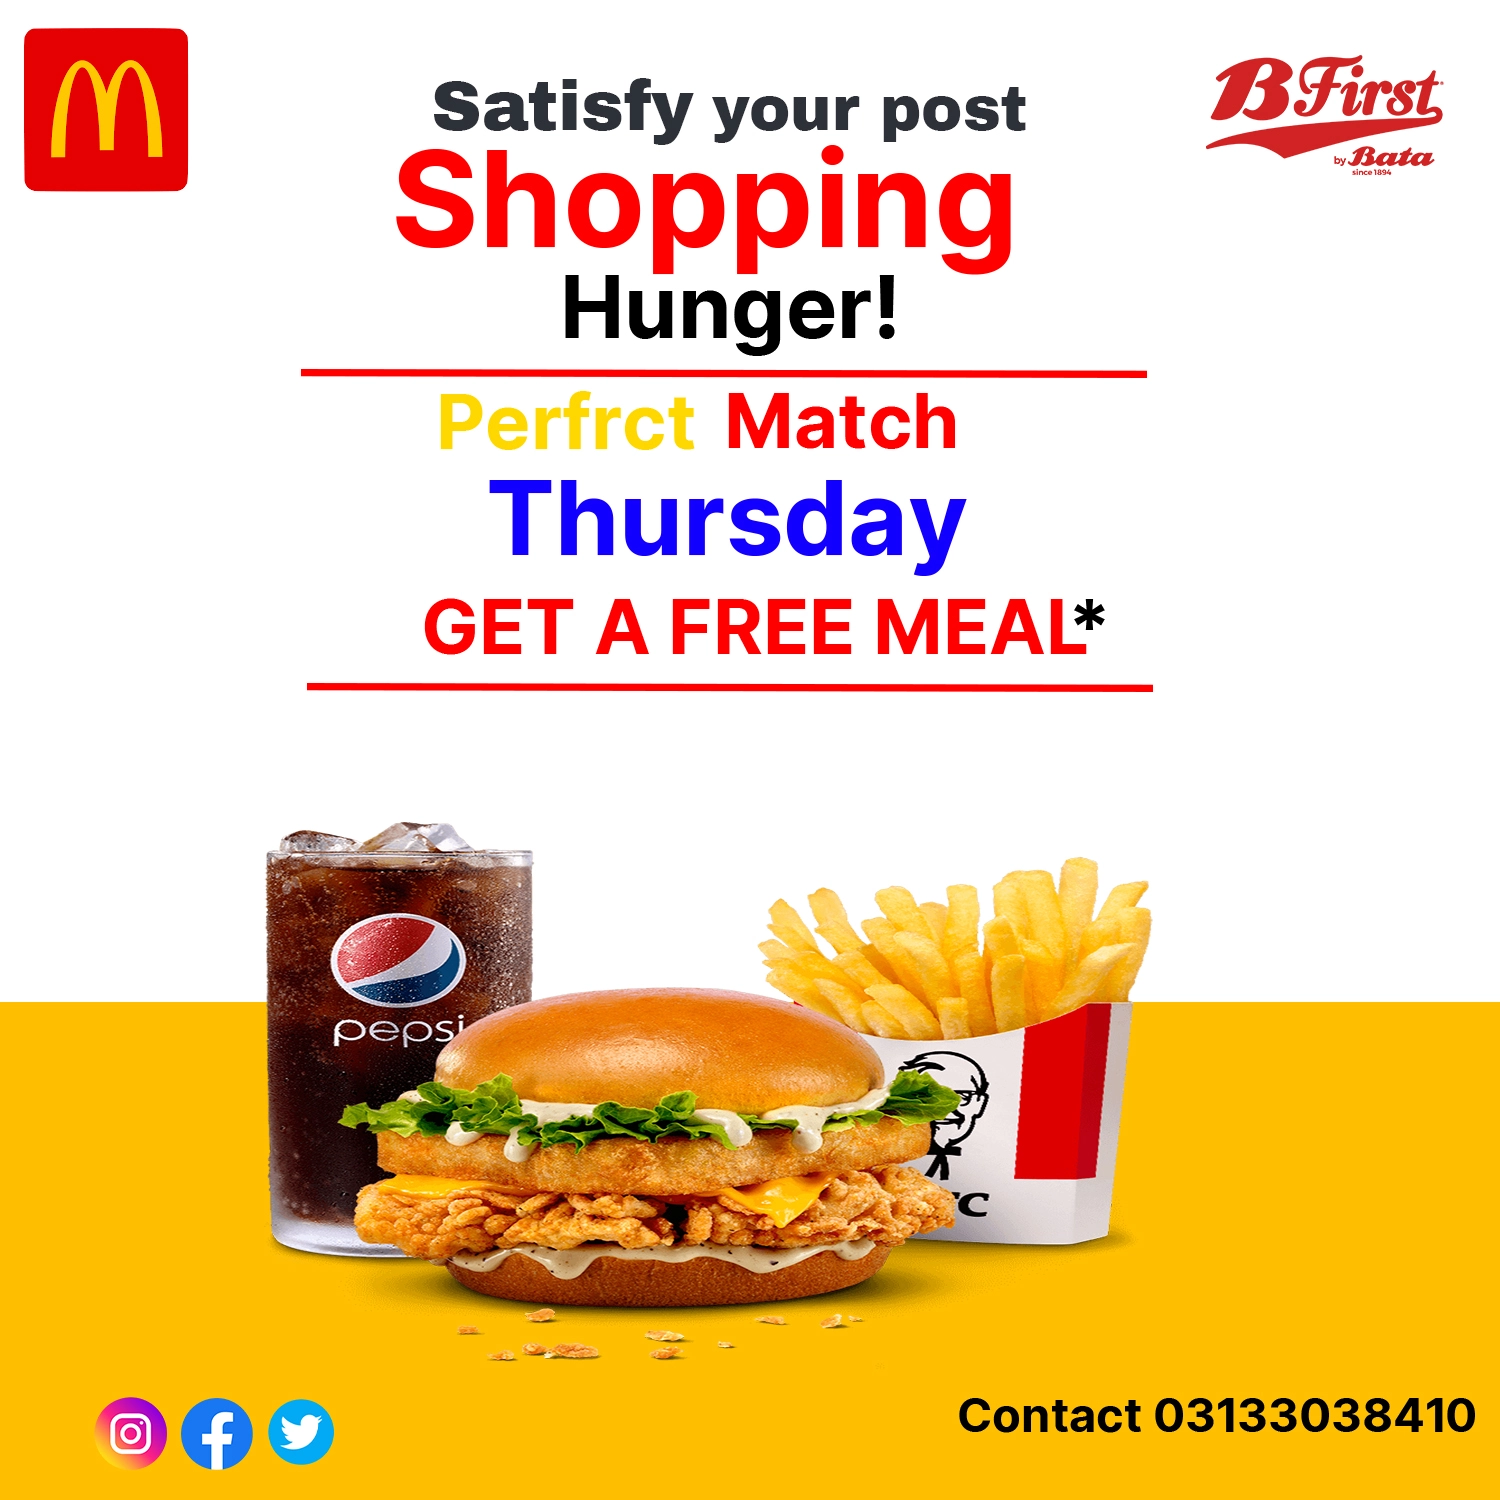 BFirst
by Bata
since 1894
Satisfy your post
Shopping
Hunger!
Perfrct Match
Thursday
GET A FREE MEAL*
pepsi
FC
Contact 03133038410